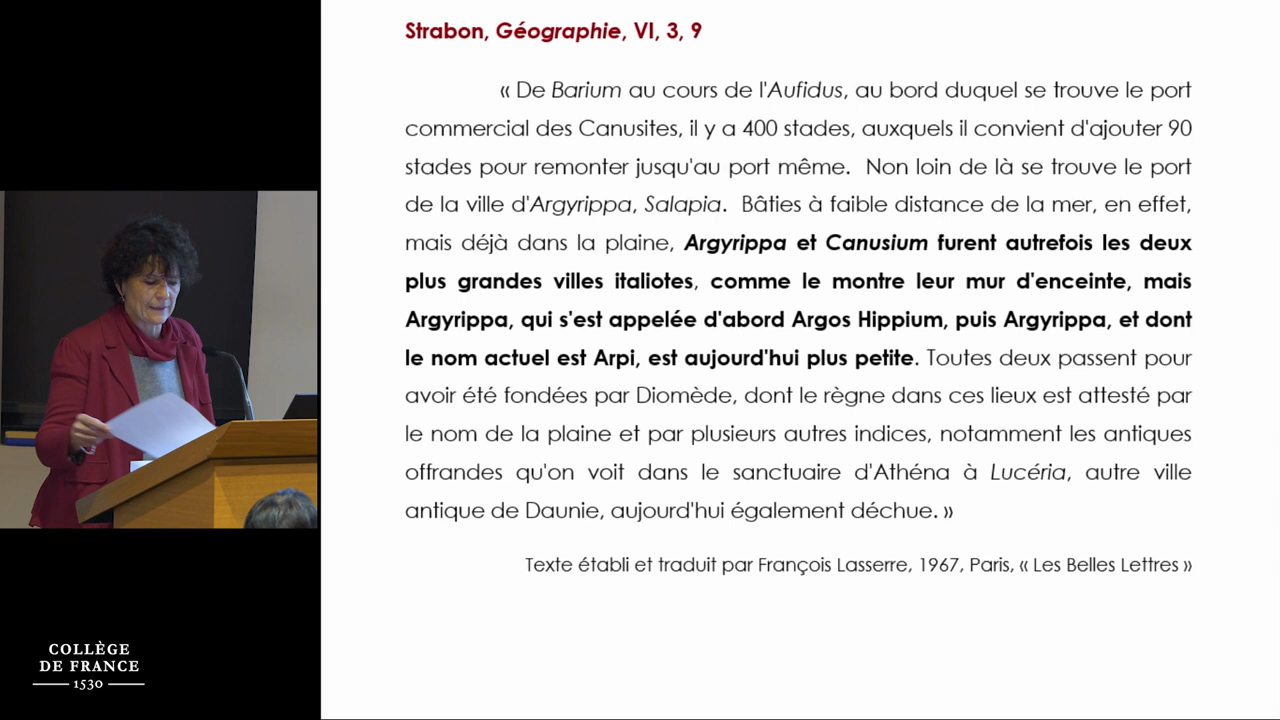 Strabon, Géographie, VI, 3, 9
« De Barium au cours de l'Aufidus, au bord duquel se trouve le port
commercial des Canusites, il y a 400 stades, auxquels il convient d'ajouter 90
stades pour remonter jusqu'au port même. Non loin de là se trouve le port
de la ville d'Argyrippa, Salapia. Bâties à faible distance de la mer, en effet,
mais déjà dans la plaine, Argyrippa et Canusium furent autrefois les deux
plus grandes villes italiotes, comme le montre leur mur d'enceinte, mais
Argyrippa, qui s'est appelée d'abord Argos Hippium, puis Argyrippa, et dont
le nom actuel est Arpi, est aujourd'hui plus petite. Toutes deux passent pour
avoir été fondées par Diomède, dont le règne dans ces lieux est attesté par
le nom de la plaine et par plusieurs autres indices, notamment les antiques
offrandes qu'on voit dans le sanctuaire d'Athéna à Lucéria, autre ville
antique de Daunie, aujourd'hui également déchue. »
Texte établi et traduit par François Lasserre, 1967, Paris, « Les Belles Lettres »
COLLÈGE
DE FRANCE
1530